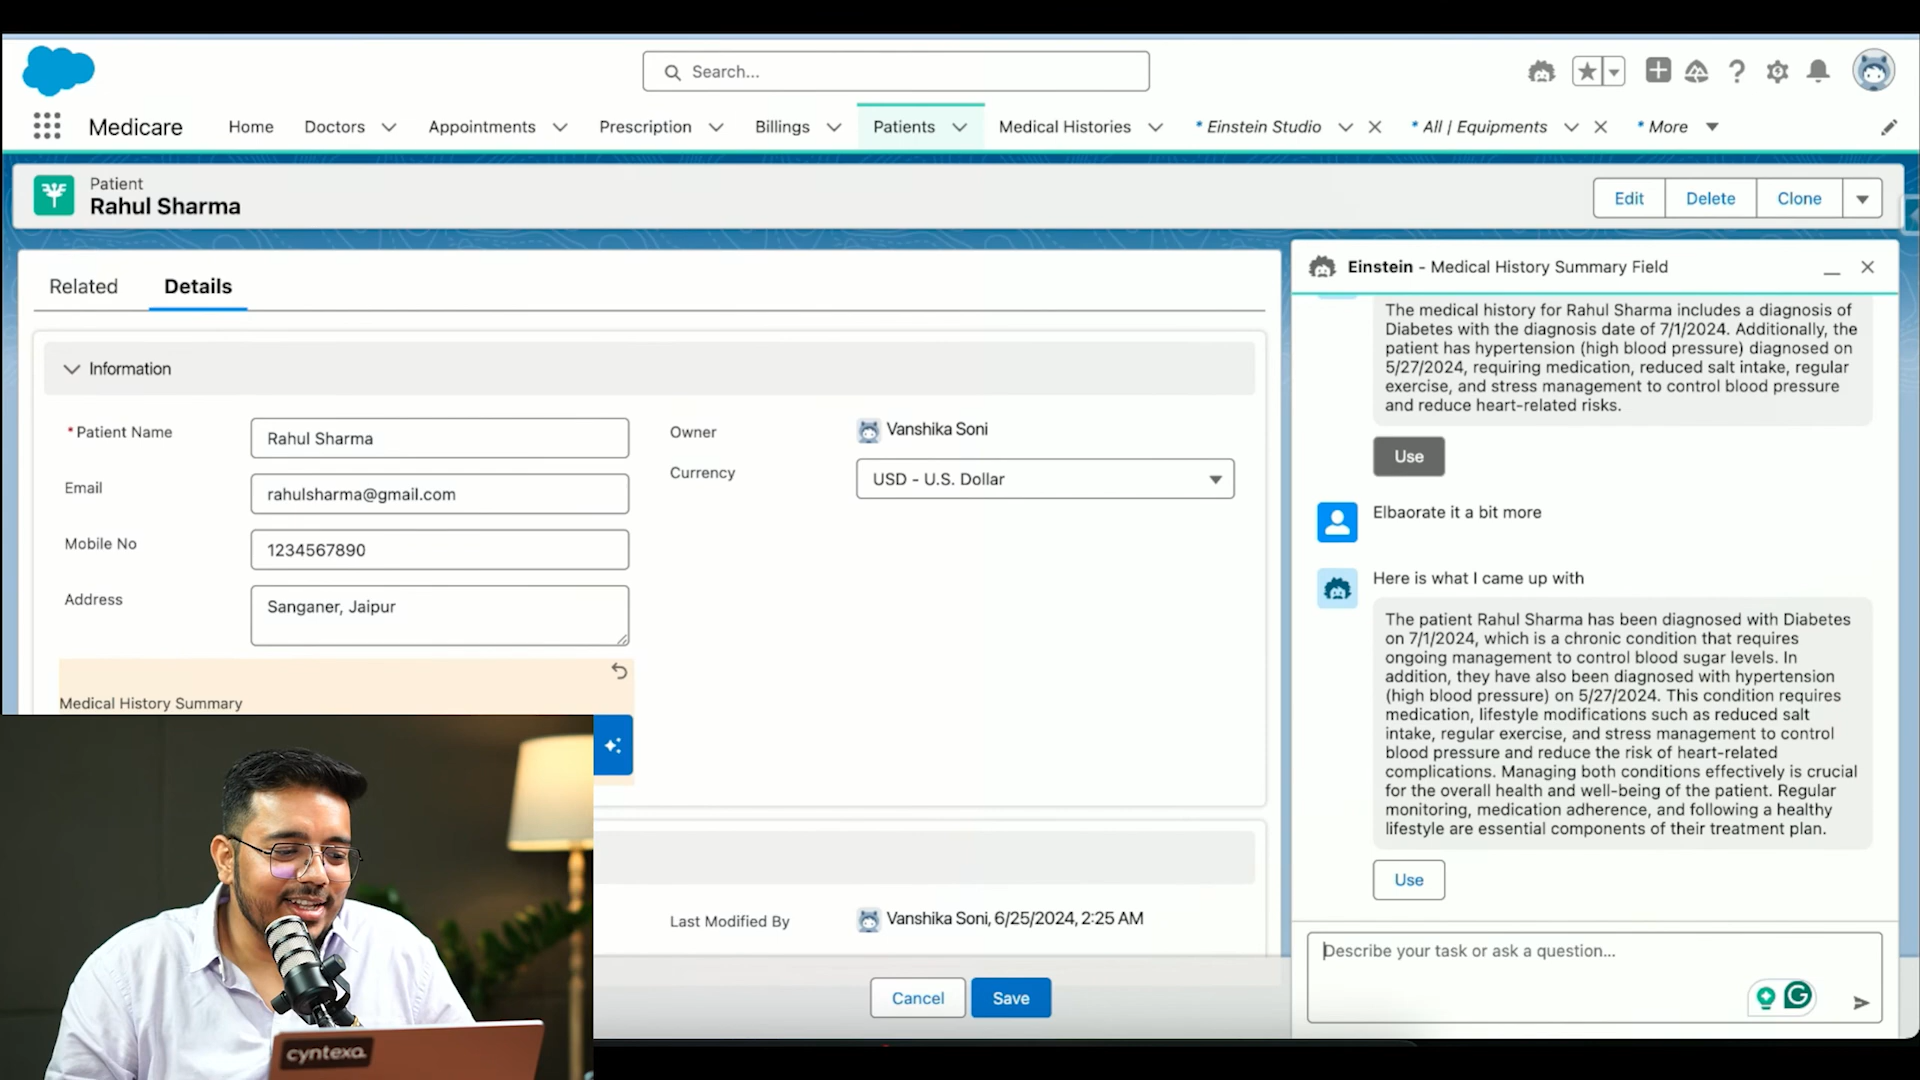 Search...
Medicare
Home
Doctors
Appointments
Prescription
Billings
Patients
Medical Histories
* Einstein Studio
* All | Equipments
* More
Patient
Rahul Sharma
Edit
Delete
Clone
Related
Details
Information
*Patient Name
Rahul Sharma
Email
rahulsharma@gmail.com
Mobile No
1234567890
Address
Sanganer, Jaipur
Medical History Summary
Owner
Vanshika Soni
Currency
USD - U.S. Dollar
Last Modified By
Vanshika Soni, 6/25/2024, 2:25 AM
Cancel
Save
Einstein - Medical History Summary Field
The medical history for Rahul Sharma includes a diagnosis of
Diabetes with the diagnosis date of 7/1/2024. Additionally, the
patient has hypertension (high blood pressure) diagnosed on
5/27/2024, requiring medication, reduced salt intake, regular
exercise, and stress management to control blood pressure
and reduce heart-related risks.
Use
Elbaorate it a bit more
Here is what I came up with
The patient Rahul Sharma has been diagnosed with Diabetes
on 7/1/2024, which is a chronic condition that requires
ongoing management to control blood sugar levels. In
addition, they have also been diagnosed with hypertension
(high blood pressure) on 5/27/2024. This condition requires
medication, lifestyle modifications such as reduced salt
intake, regular exercise, and stress management to control
blood pressure and reduce the risk of heart-related
complications. Managing both conditions effectively is crucial
for the overall health and well-being of the patient. Regular
monitoring, medication adherence, and following a healthy
lifestyle are essential components of their treatment plan.
Use
Describe your task or ask a question...
cyntexa.